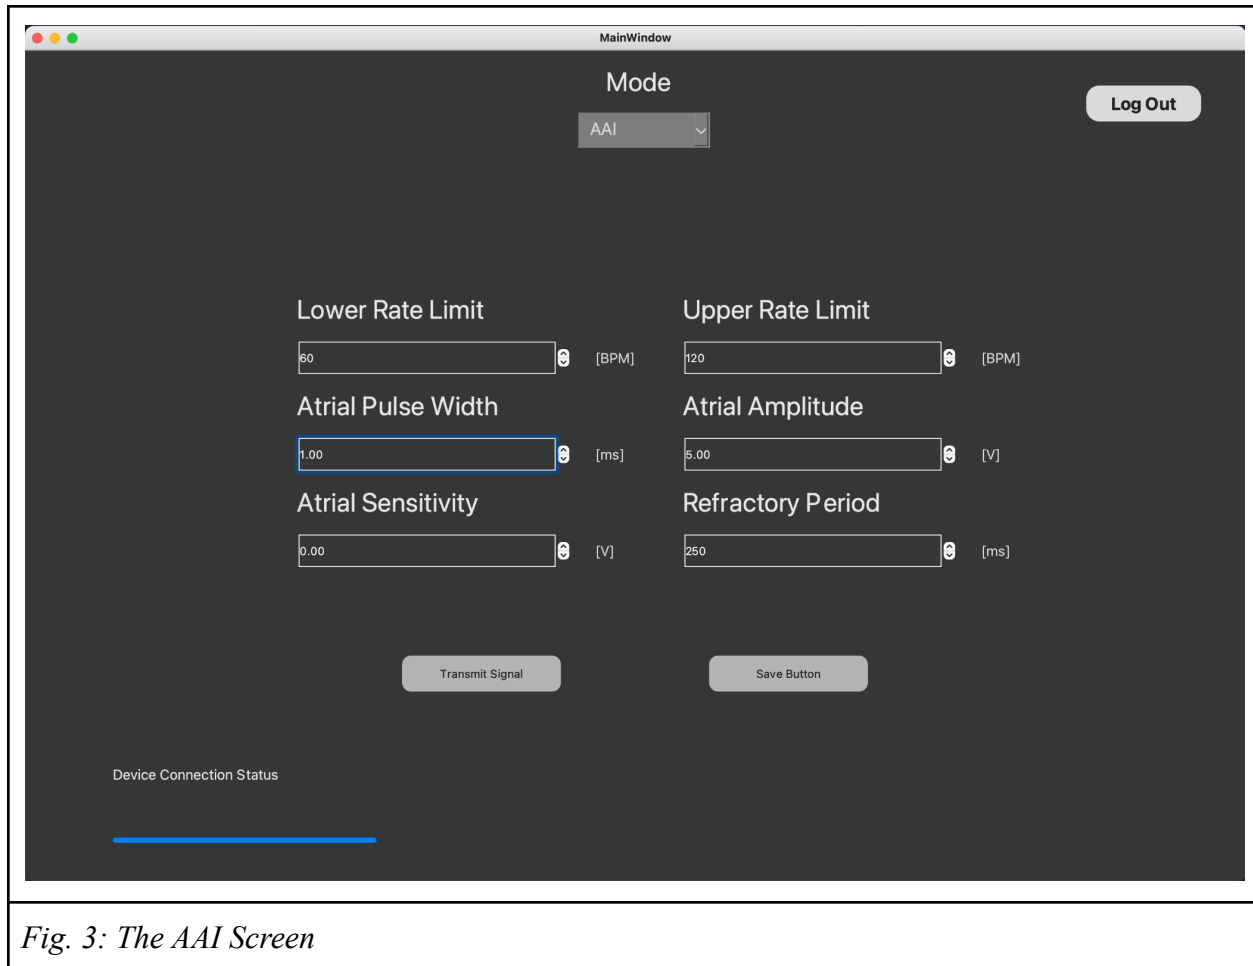 MainWindow
Mode
Log Out
AAI
Lower Rate Limit Upper Rate Limit
60 [BPM] 120 [BPM]
Atrial Pulse Width Atrial Amplitude
1.00 [ms] 5.00 [V]
Atrial Sensitivity Refractory Period
0.00 [V] 250 [ms]
Transmit Signal Save Button
Device Connection Status
Fig. 3: The AAI Screen